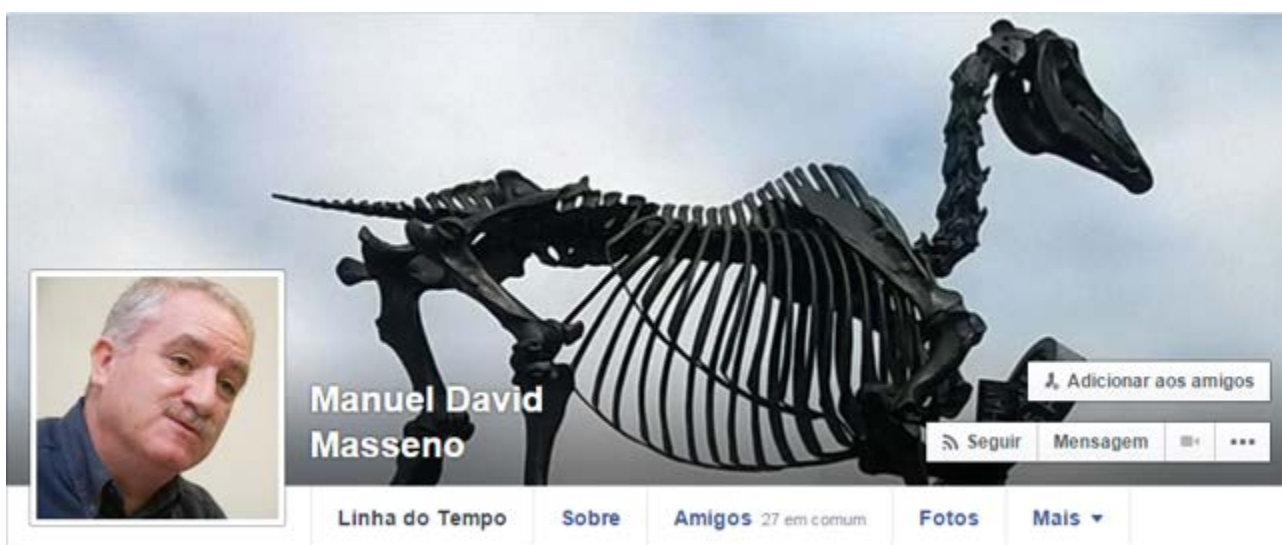 Manuel David
Masseno
Adicionar aos amigos
Seguir Mensagem
Linha do Tempo Sobre Amigos 27 em comum Fotos Mais